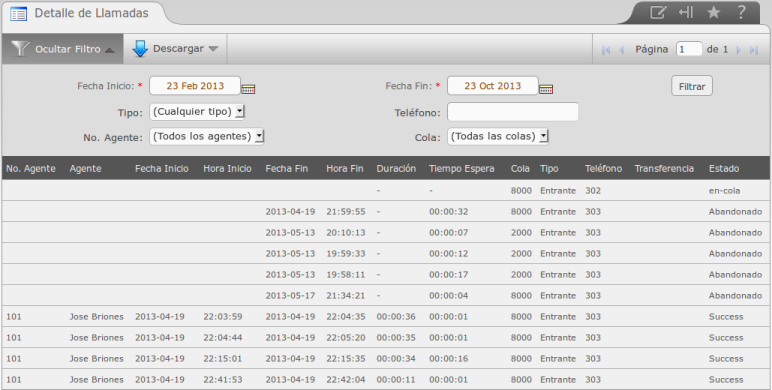 Detalle de Llamadas ?
Ocultar Filtro Descargar Página 1 de 1
Fecha Inicio: * 23 Feb 2013 Fecha Fin: * 23 Oct 2013 Filtrar
Tipo: (Cualquier tipo) Teléfono:
No. Agente: (Todos los agentes) Cola: (Todas las colas)
No. Agente Agente Fecha Inicio Hora Inicio Fecha Fin Hora Fin Duración Tiempo Espera Cola Tipo Teléfono Transferencia Estado
- - 8000 Entrante 302 en-cola
2013-04-19 21:59:55 - 00:00:32 8000 Entrante 303 Abandonado
2013-05-13 20:10:13 - 00:00:07 2000 Entrante 303 Abandonado
2013-05-13 19:59:33 - 00:00:12 2000 Entrante 303 Abandonado
2013-05-13 19:58:11 - 00:00:17 2000 Entrante 303 Abandonado
2013-05-17 21:34:21 - 00:00:04 8000 Entrante 303 Abandonado
101 Jose Briones 2013-04-19 22:03:59 2013-04-19 22:04:35 00:00:36 00:00:01 8000 Entrante 303 Success
101 Jose Briones 2013-04-19 22:04:44 2013-04-19 22:05:20 00:00:35 00:00:01 8000 Entrante 303 Success
101 Jose Briones 2013-04-19 22:15:01 2013-04-19 22:15:35 00:00:34 00:00:16 8000 Entrante 303 Success
101 Jose Briones 2013-04-19 22:41:53 2013-04-19 22:42:04 00:00:11 00:00:01 8000 Entrante 303 Success